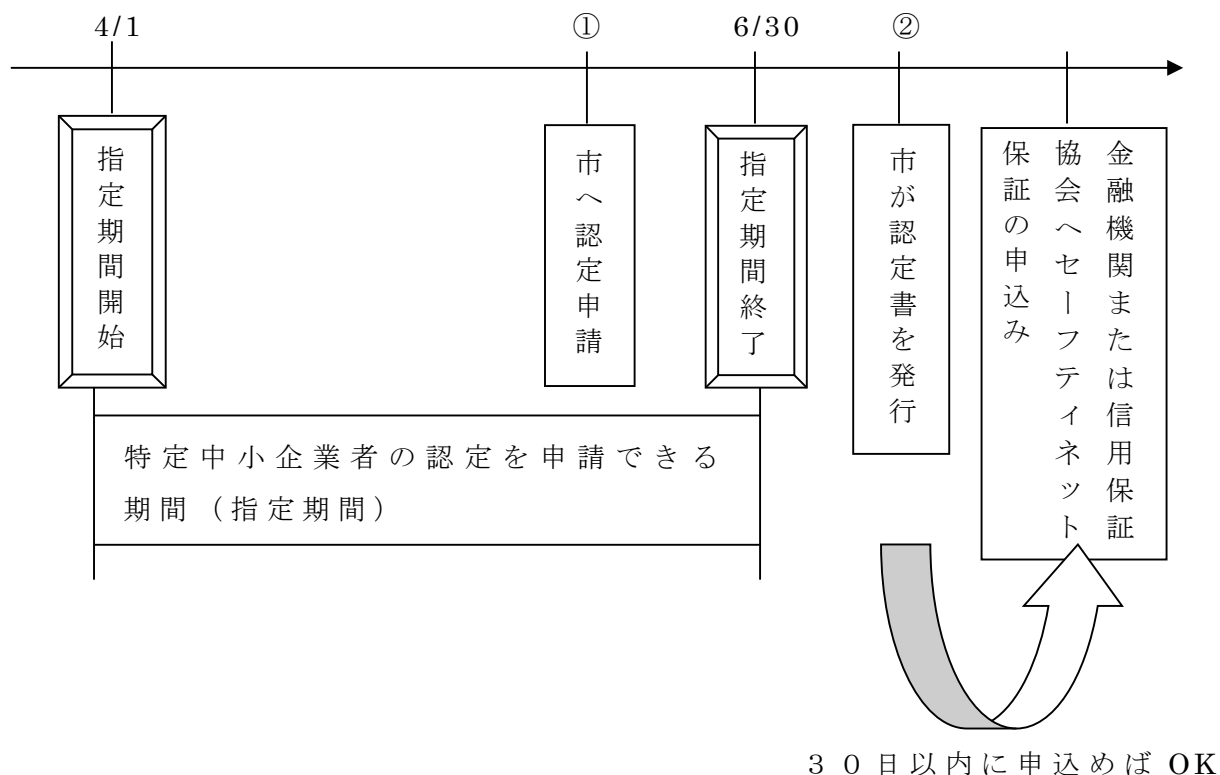 4/1
①
6/30
②
指定期間開始
市へ認定申請
指定期間終了
市が認定書を発行
金融機関または信用保証
協会へセーフティネット
保証の申込み
特定中小企業者の認定を申請できる
期間（指定期間）
３０日以内に申込めば OK